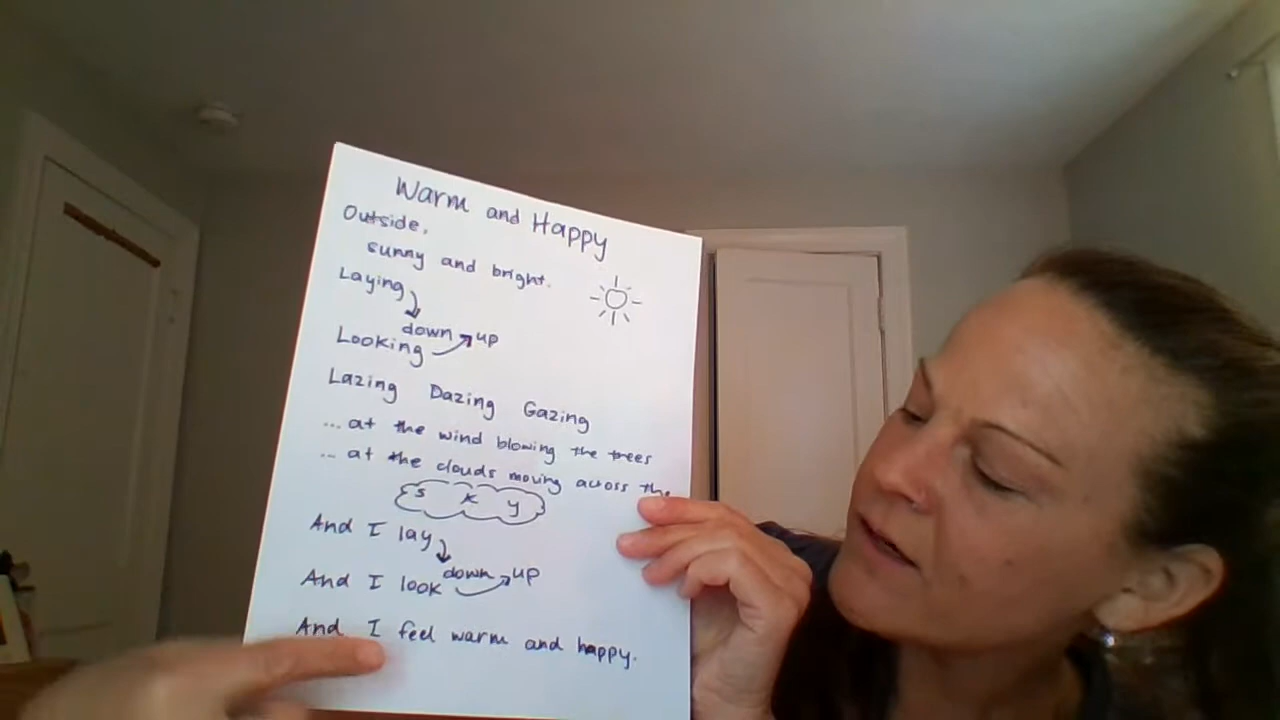 Warm and Happy
Outside,
sunny and bright.
Laying
down
Looking up
Lazing Dazing Gazing
... at the wind blowing the trees
... at the clouds moving across the
sky
And I lay
down
And I look up
And I feel warm and happy.